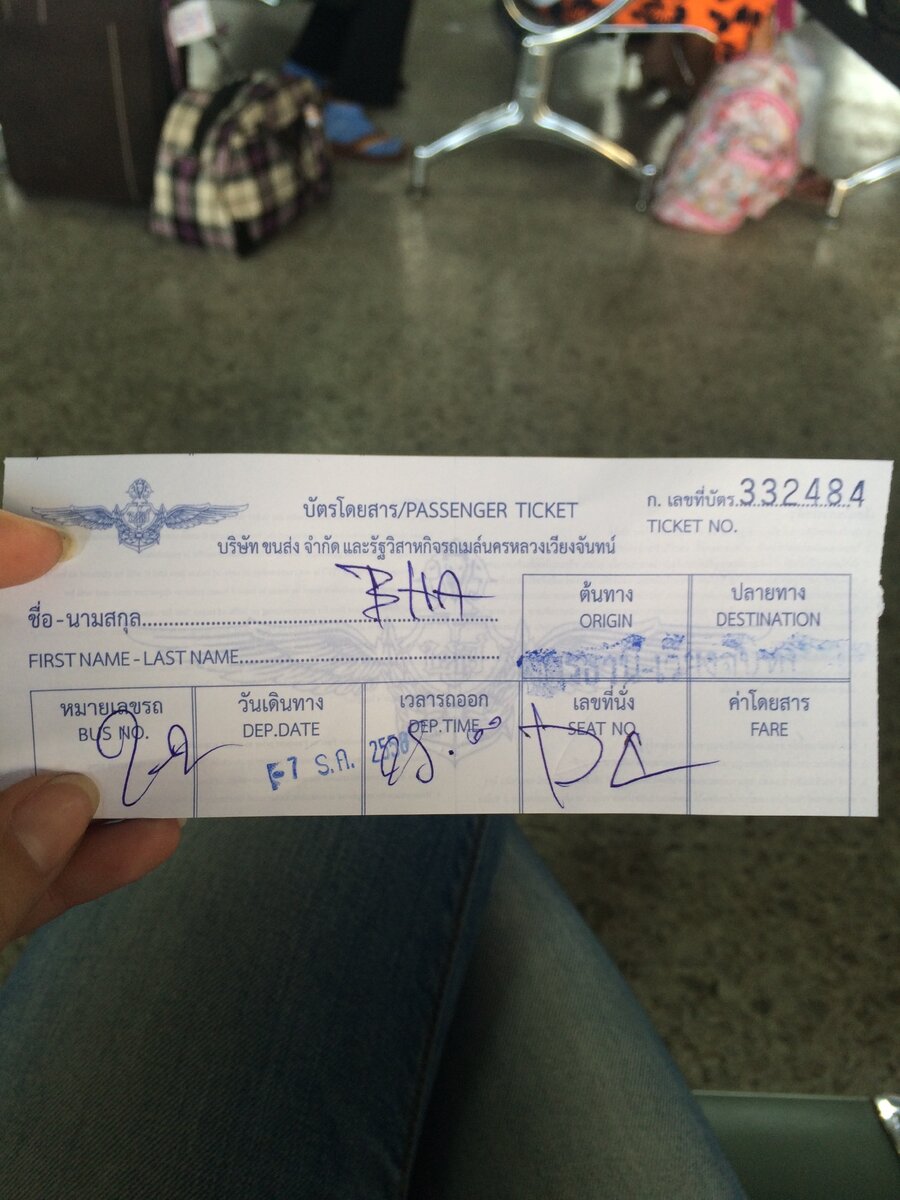 บัตรโดยสาร/PASSENGER TICKET
ก. เลขที่บัตร 332484
TICKET NO.
บริษัท ขนส่ง จำกัด และรัฐวิสาหกิจรถเมล์นครหลวงเวียงจันทน์
ชื่อ-นามสกุล BHA
FIRST NAME - LAST NAME
ต้นทาง ปลายทาง
ORIGIN DESTINATION
หมายเลขรถ วันเดินทาง เวลารถออก เลขที่นั่ง ค่าโดยสาร
BUS NO. DEP.DATE DEP.TIME SEAT NO. FARE
-7 ธ.ค. 2558